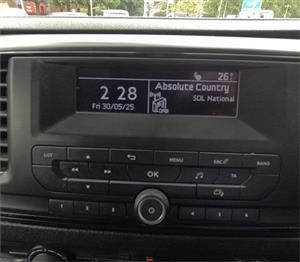 26
2 28
Absolute Country
Fri 30/05/25
SDL National
DAB
LIST
MENU
SRC
BAND
OK
TA
1
2
3
4
5
6